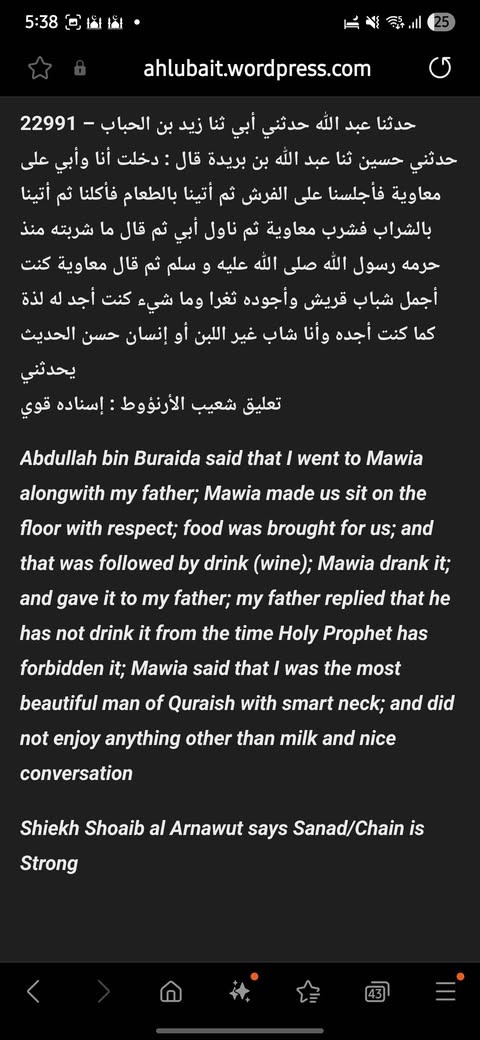 5:38
25
ahlubait.wordpress.com
22991 – حدثنا عبد الله حدثني أبي ثنا زيد بن الحباب
حدثني حسين ثنا عبد الله بن بريدة قال : دخلت أنا وأبي على
معاوية فأجلسنا على الفرش ثم أتينا بالطعام فأكلنا ثم أتينا
بالشراب فشرب معاوية ثم ناول أبي ثم قال ما شربته منذ
حرمه رسول الله صلى الله عليه و سلم ثم قال معاوية كنت
أجمل شباب قريش وأجوده ثغرا وما شيء كنت أجد له لذة
كما كنت أجده وأنا شاب غير اللبن أو إنسان حسن الحديث
يحدثني
تعليق شعيب الأرنؤوط : إسناده قوي
Abdullah bin Buraida said that I went to Mawia
alongwith my father; Mawia made us sit on the
floor with respect; food was brought for us; and
that was followed by drink (wine); Mawia drank it;
and gave it to my father; my father replied that he
has not drink it from the time Holy Prophet has
forbidden it; Mawia said that I was the most
beautiful man of Quraish with smart neck; and did
not enjoy anything other than milk and nice
conversation
Shiekh Shoaib al Arnawut says Sanad/Chain is
Strong
43